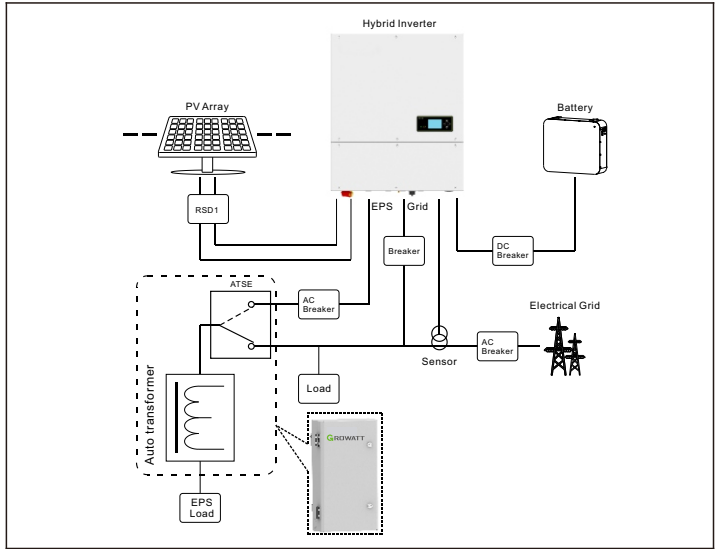 Hybrid Inverter
PV Array
Battery
RSD1
EPS
Grid
Breaker
DC
Breaker
ATSE
AC
Breaker
Electrical Grid
AC
Breaker
Sensor
Load
Auto transformer
GROWATT
EPS
Load